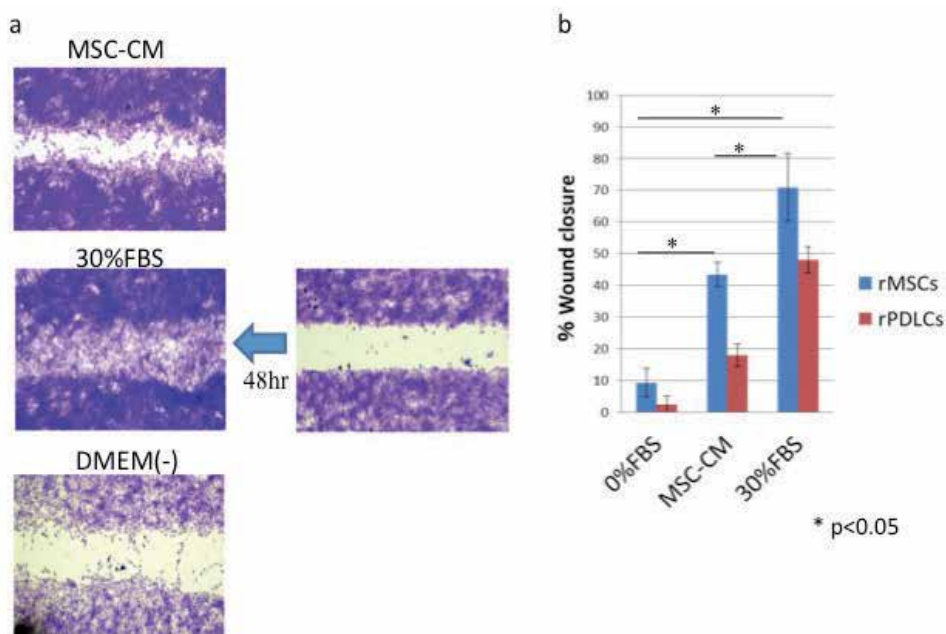 a
MSC-CM
30%FBS
48hr
DMEM(-)
b
% Wound closure
100
90
80
70
60
50
40
30
20
10
0
*
*
*
0%FBS
MSC-CM
30%FBS
rMSCs
rPDLCs
* p<0.05